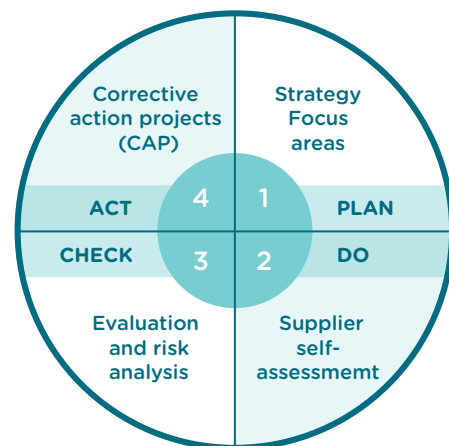 Corrective
action projects
(CAP)
Strategy
Focus
areas
4
1
ACT
PLAN
CHECK
DO
3
2
Evaluation
and risk
analysis
Supplier
self-
assessmemt